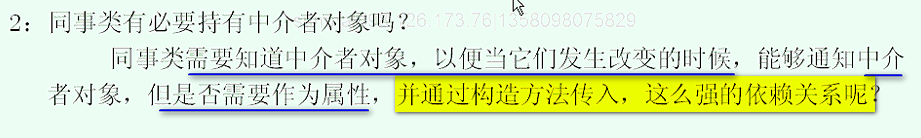 2：同事类有必要持有中介者对象吗？
同事类需要知道中介者对象，以便当它们发生改变的时候，能够通知中介
者对象，但是否需要作为属性，并通过构造方法传入，这么强的依赖关系呢？